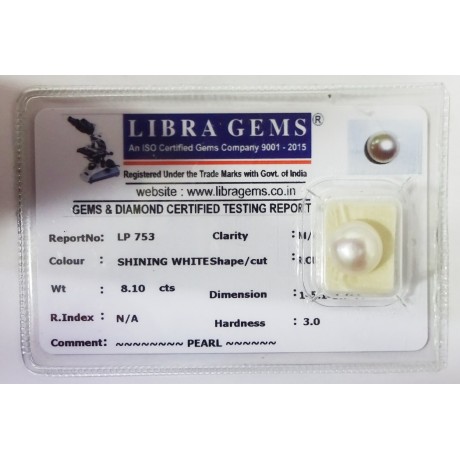 LIBRA GEMS ®
An ISO Certified Gems Company 9001 - 2015
Registered Under the Trade Marks with Govt. of India
website : www.libragems.co.in
GEMS & DIAMOND CERTIFIED TESTING REPORT
ReportNo: LP 753 Clarity :
Colour : SHINING WHITE Shape/cut :
Wt : 8.10 cts Dimension :
R.Index : N/A Hardness : 3.0
Comment: ~~~~~~~~ PEARL ~~~~~~